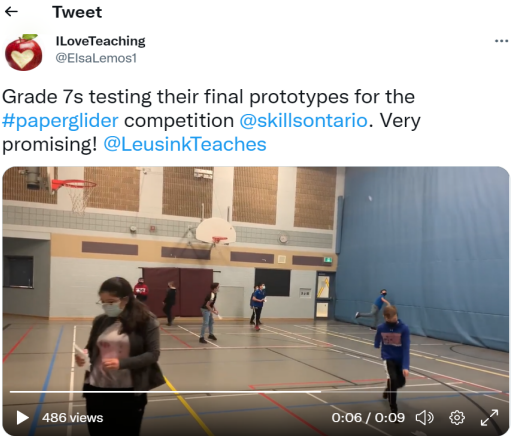 Tweet
ILoveTeaching
@ElsaLemos1
Grade 7s testing their final prototypes for the
#paperglider competition @skillsontario. Very
promising! @LeusinkTeaches
486 views
0:06 / 0:09